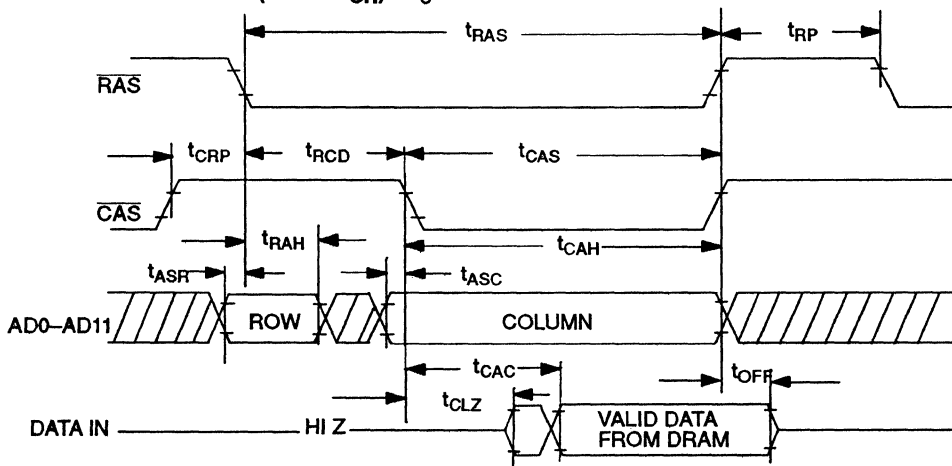 tRAS
tRP
RAS
tCRP
tRCD
tCAS
CAS
tRAH
tCAH
tASR
tASC
AD0–AD11
ROW
COLUMN
tCAC
tOFF
tCLZ
DATA IN
HI Z
VALID DATA
FROM DRAM